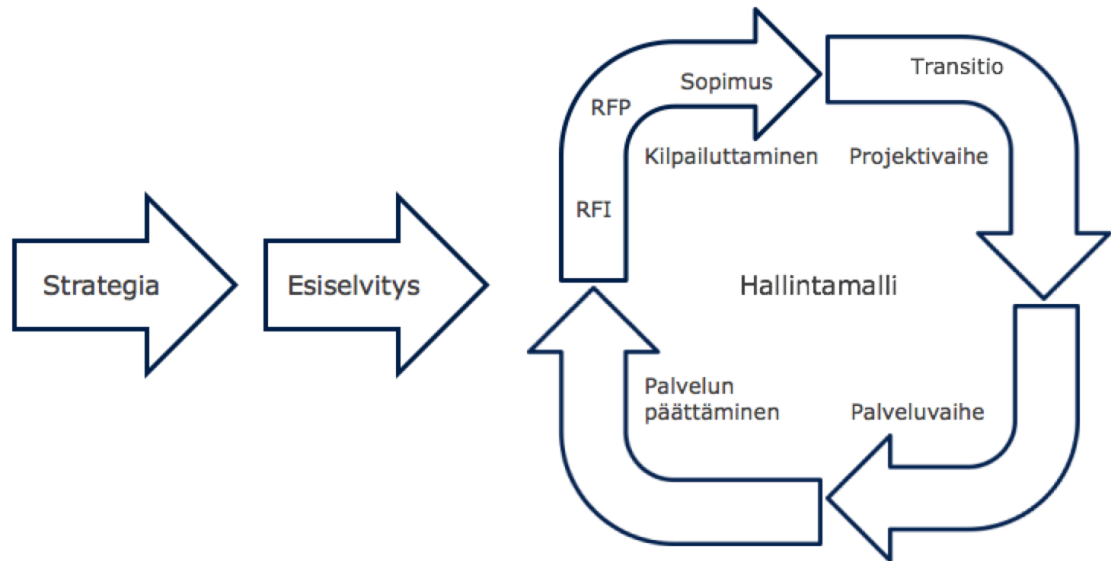 Strategia
Esiselvitys
RFI
RFP
Sopimus
Kilpailuttaminen
Transitio
Projektivaihe
Hallintamalli
Palveluvaihe
Palvelun
päättäminen